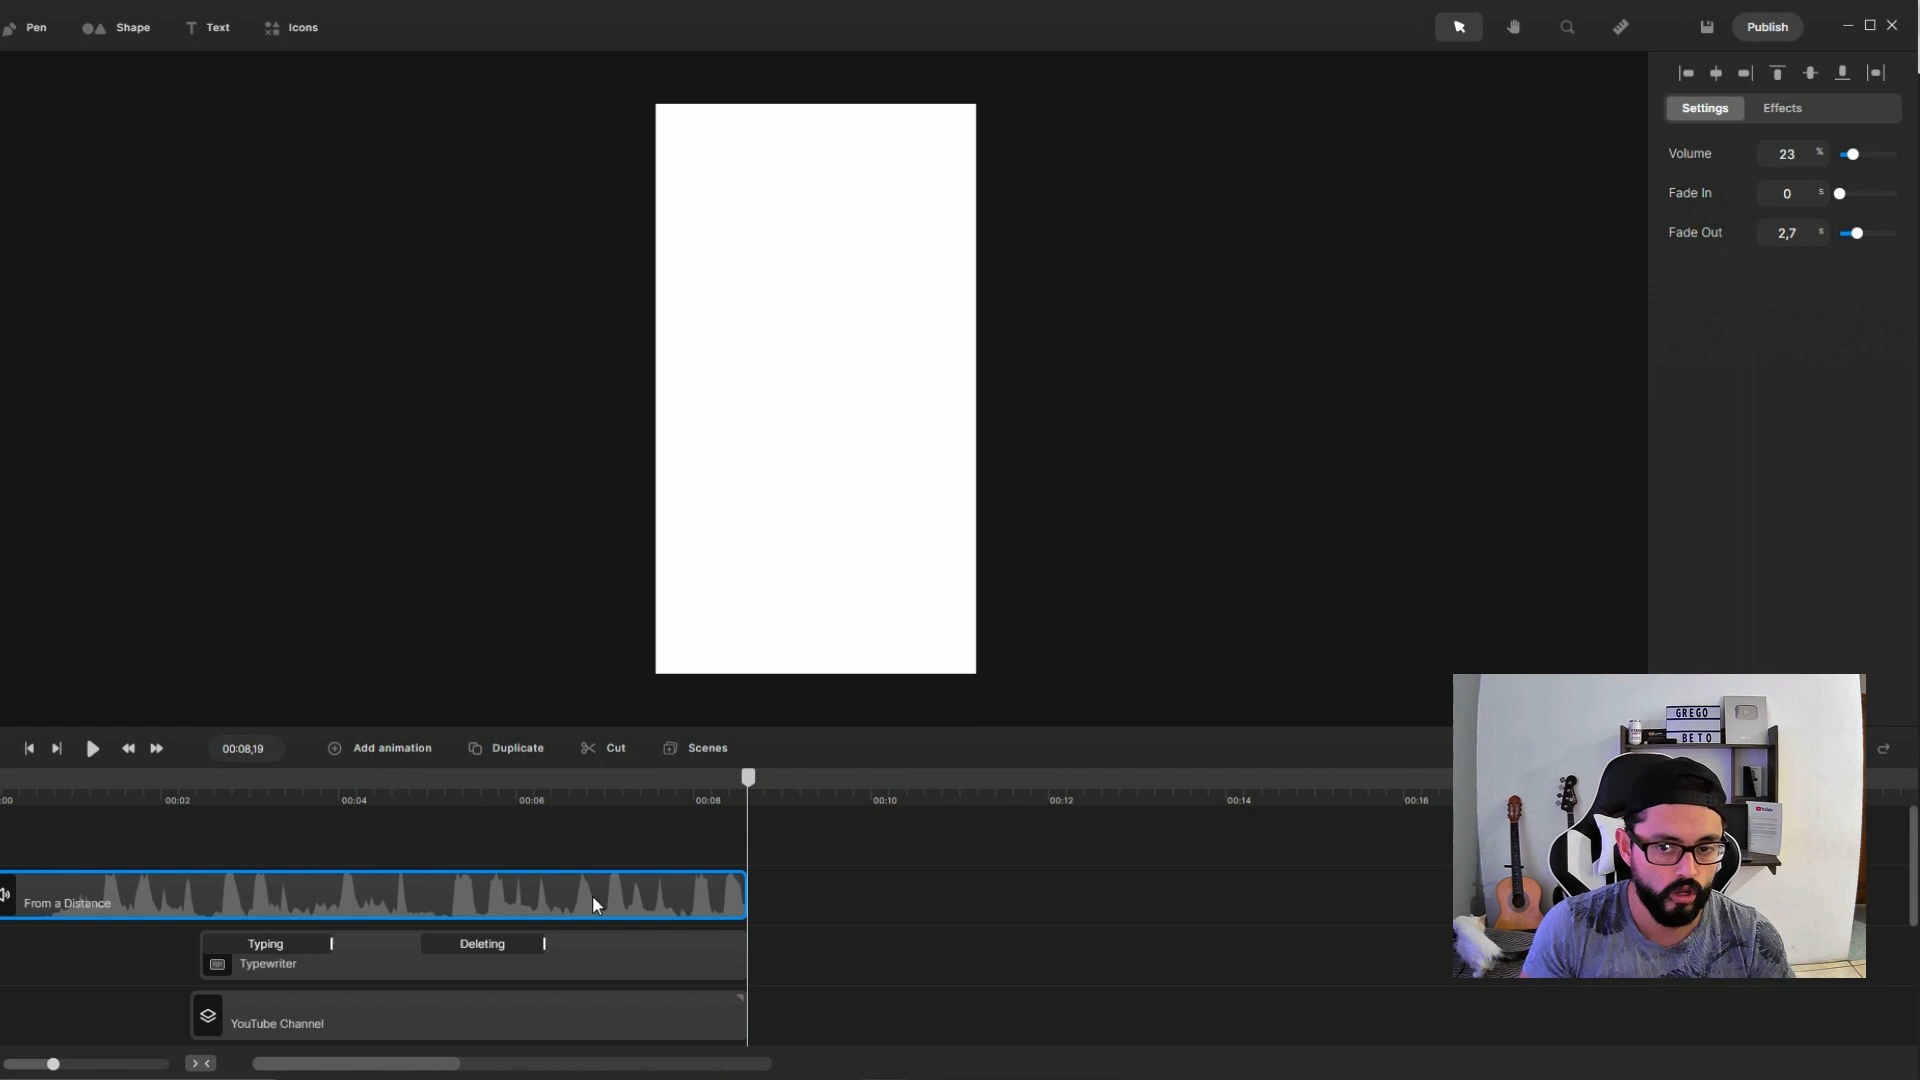 Pen Shape Text Icons Publish
Settings Effects
Volume 23 %
Fade In 0 s
Fade Out 2,7 s
GREGO
BETO
00:08,19 Add animation Duplicate Cut Scenes
:00 00:02 00:04 00:06 00:08 00:10 00:12 00:14 00:16
YouTube
From a Distance
Typing Deleting
Typewriter
YouTube Channel